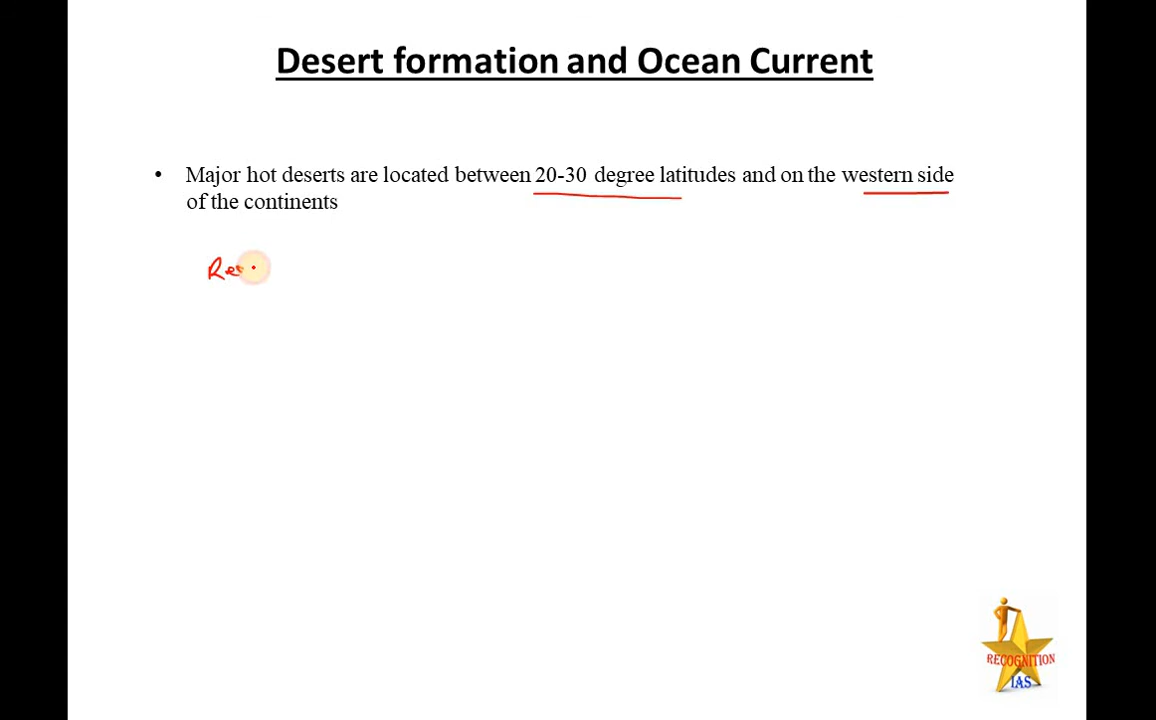 Desert formation and Ocean Current
• Major hot deserts are located between 20-30 degree latitudes and on the western side
of the continents
RECOGNITION
IAS